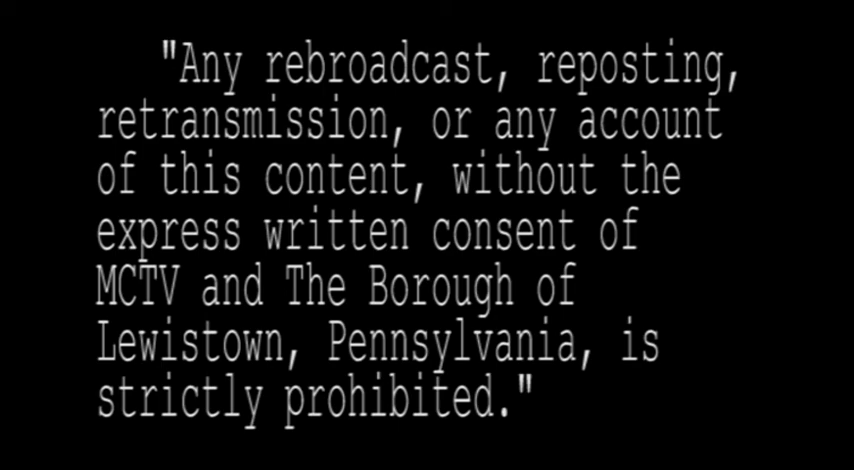 "Any rebroadcast, reposting,
retransmission, or any account
of this content, without the
express written consent of
MCTV and The Borough of
Lewistown, Pennsylvania, is
strictly prohibited."